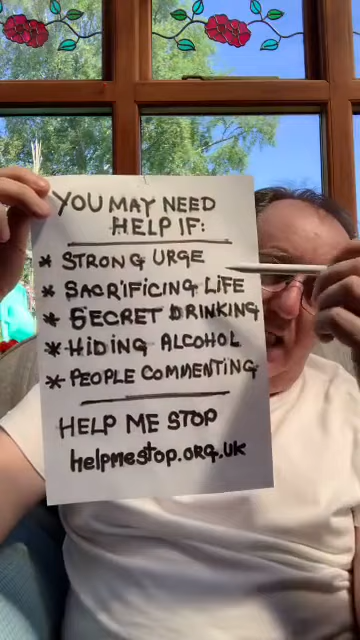 YOU MAY NEED
HELP IF:
* STRONG URGE
* SACRIFICING LIFE
* SECRET DRINKING
* HIDING ALCOHOL
* PEOPLE COMMENTING
HELP ME STOP
helpmestop.org.uk